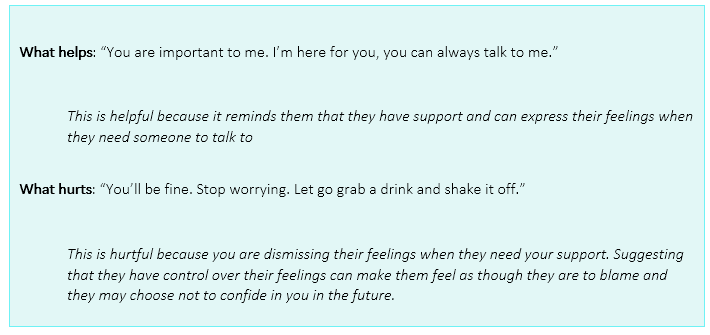 What helps: “You are important to me. I’m here for you, you can always talk to me.”
This is helpful because it reminds them that they have support and can express their feelings when
they need someone to talk to
What hurts: “You’ll be fine. Stop worrying. Let go grab a drink and shake it off.”
This is hurtful because you are dismissing their feelings when they need your support. Suggesting
that they have control over their feelings can make them feel as though they are to blame and
they may choose not to confide in you in the future.